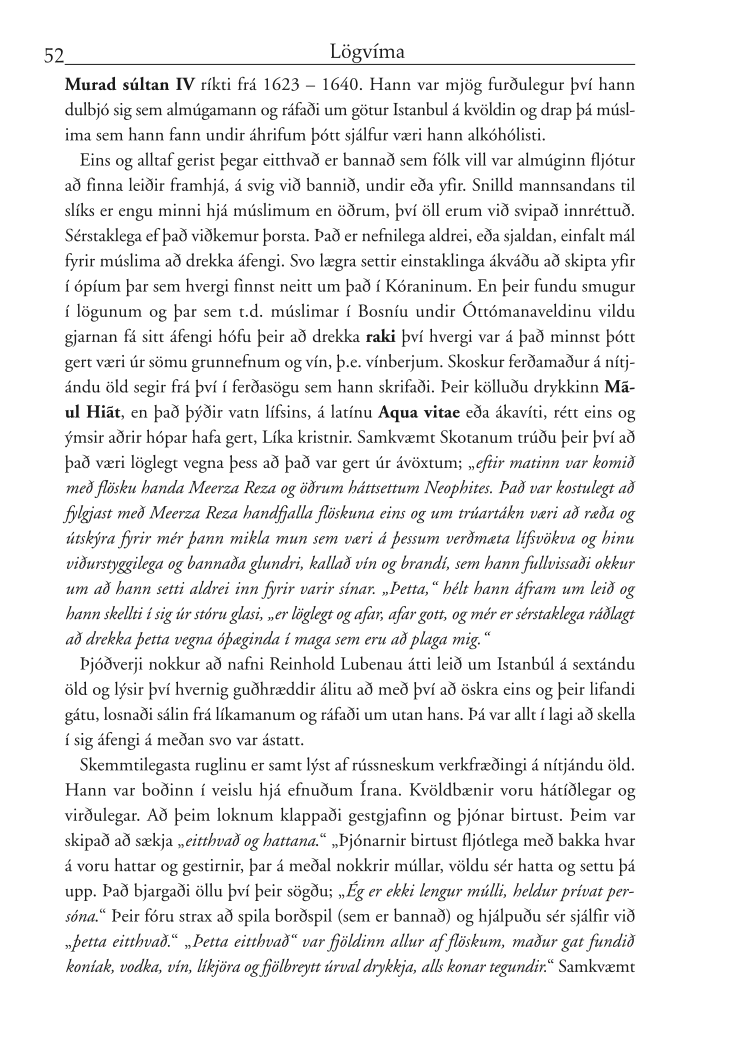 52
Lögvíma
Murad súltan IV ríkti frá 1623 – 1640. Hann var mjög furðulegur því hann
dulbjó sig sem almúgamann og ráfaði um götur Istanbul á kvöldin og drap þá músl-
ima sem hann fann undir áhrifum þótt sjálfur væri hann alkóhólisti.
Eins og alltaf gerist þegar eitthvað er bannað sem fólk vill var almúginn fljótur
að finna leiðir framhjá, á svig við bannið, undir eða yfir. Snilld mannsandans til
slíks er engu minni hjá múslimum en öðrum, því öll erum við svipað innréttuð.
Sérstaklega ef það viðkemur þorsta. Það er nefnilega aldrei, eða sjaldan, einfalt mál
fyrir múslima að drekka áfengi. Svo lægra settir einstaklinga ákváðu að skipta yfir
í ópíum þar sem hvergi finnst neitt um það í Kóraninum. En þeir fundu smugur
í lögunum og þar sem t.d. múslimar í Bosníu undir Óttómanaveldinu vildu
gjarnan fá sitt áfengi hófu þeir að drekka raki því hvergi var á það minnst þótt
gert væri úr sömu grunnefnum og vín, þ.e. vínberjum. Skoskur ferðamaður á nítj-
ándu öld segir frá því í ferðasögu sem hann skrifaði. Þeir kölluðu drykkinn Mã-
ul Hiãt, en það þýðir vatn lífsins, á latínu Aqua vitae eða ákavíti, rétt eins og
ýmsir aðrir hópar hafa gert, Líka kristnir. Samkvæmt Skotanum trúðu þeir því að
það væri löglegt vegna þess að það var gert úr ávöxtum; „eftir matinn var komið
með flösku handa Meerza Reza og öðrum háttsettum Neophites. Það var kostulegt að
fylgjast með Meerza Reza handfjalla flöskuna eins og um trúartákn væri að ræða og
útskýra fyrir mér þann mikla mun sem væri á þessum verðmæta lífsvökva og hinu
viðurstyggilega og bannaða glundri, kallað vín og brandí, sem hann fullvissaði okkur
um að hann setti aldrei inn fyrir varir sínar. „Þetta,“ hélt hann áfram um leið og
hann skellti í sig úr stóru glasi, „er löglegt og afar, afar gott, og mér er sérstaklega ráðlagt
að drekka þetta vegna óþæginda í maga sem eru að plaga mig.“
Þjóðverji nokkur að nafni Reinhold Lubenau átti leið um Istanbúl á sextándu
öld og lýsir því hvernig guðhræddir álitu að með því að öskra eins og þeir lifandi
gátu, losnaði sálin frá líkamanum og ráfaði um utan hans. Þá var allt í lagi að skella
í sig áfengi á meðan svo var ástatt.
Skemmtilegasta ruglinu er samt lýst af rússneskum verkfræðingi á nítjándu öld.
Hann var boðinn í veislu hjá efnuðum Írana. Kvöldbænir voru hátíðlegar og
virðulegar. Að þeim loknum klappaði gestgjafinn og þjónar birtust. Þeim var
skipað að sækja „eitthvað og hattana.“ „Þjónarnir birtust fljótlega með bakka hvar
á voru hattar og gestirnir, þar á meðal nokkrir múllar, völdu sér hatta og settu þá
upp. Það bjargaði öllu því þeir sögðu; „Ég er ekki lengur múlli, heldur prívat per-
sóna.“ Þeir fóru strax að spila borðspil (sem er bannað) og hjálpuðu sér sjálfir við
„þetta eitthvað.“ „Þetta eitthvað“ var fjöldinn allur af flöskum, maður gat fundið
koníak, vodka, vín, líkjöra og fjölbreytt úrval drykkja, alls konar tegundir.“ Samkvæmt